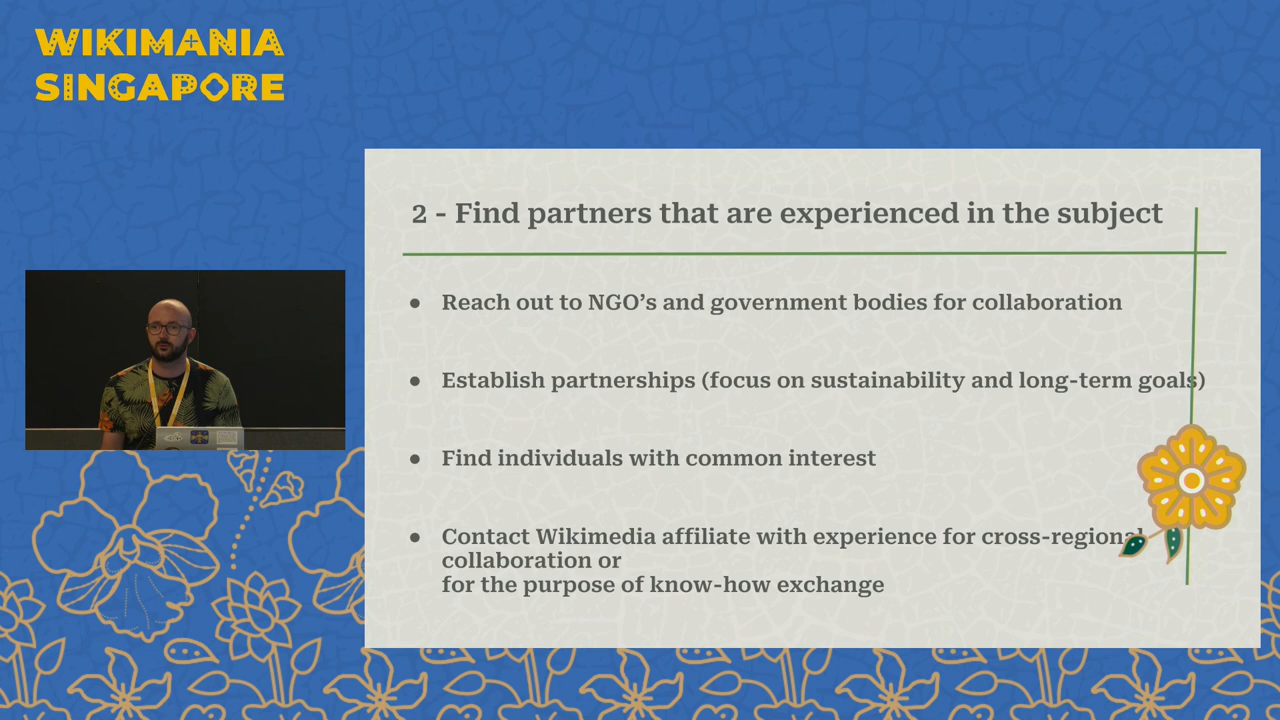 WIKIMANIA
SINGAPORE
2 - Find partners that are experienced in the subject
● Reach out to NGO’s and government bodies for collaboration
● Establish partnerships (focus on sustainability and long-term goals)
● Find individuals with common interest
● Contact Wikimedia affiliate with experience for cross-regional
collaboration or
for the purpose of know-how exchange